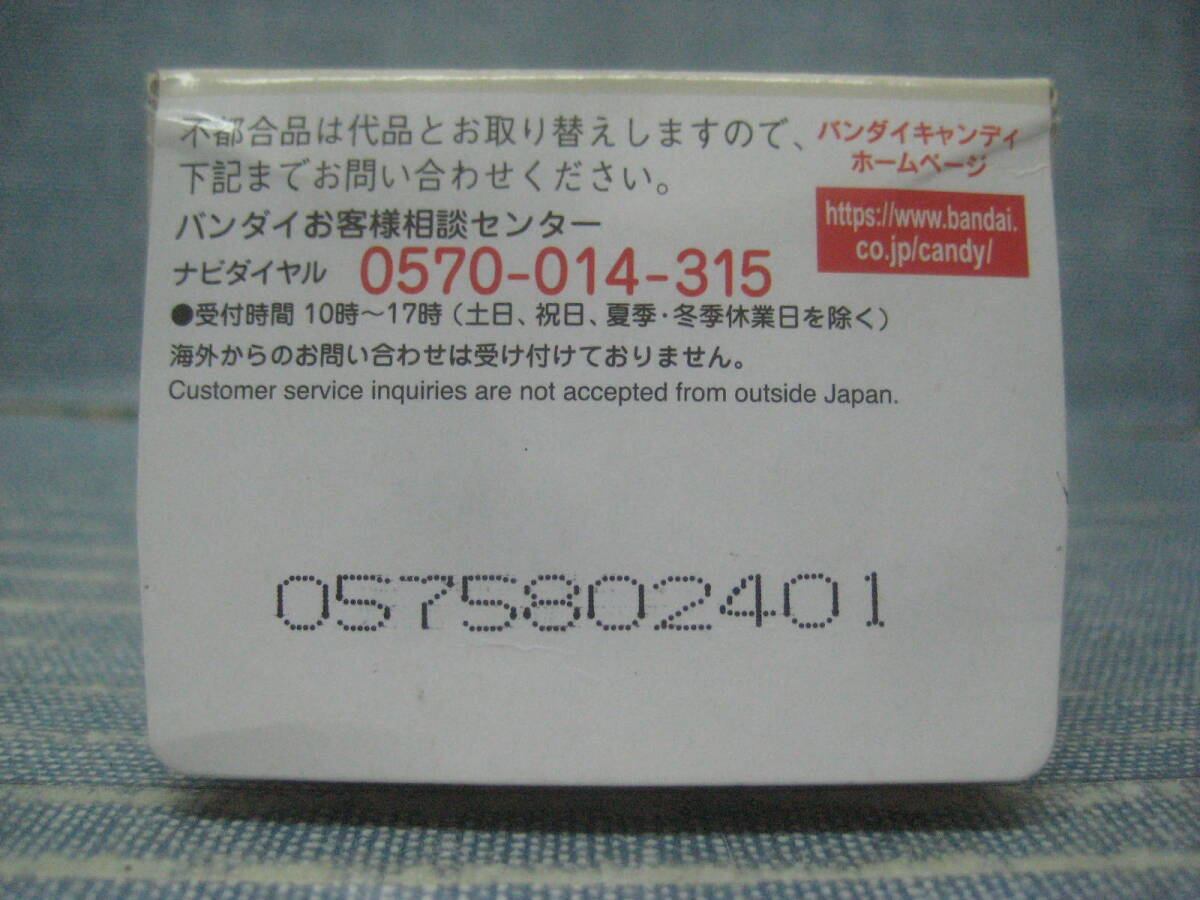 不都合品は代品とお取り替えしますので、
下記までお問い合わせください。
バンダイお客様相談センター
ナビダイヤル 0570-014-315
●受付時間 10時～17時（土日、祝日、夏季・冬季休業日を除く）
海外からのお問い合わせは受け付けておりません。
Customer service inquiries are not accepted from outside Japan.
バンダイキャンディ
ホームページ
https://www.bandai.
co.jp/candy/
0575802401